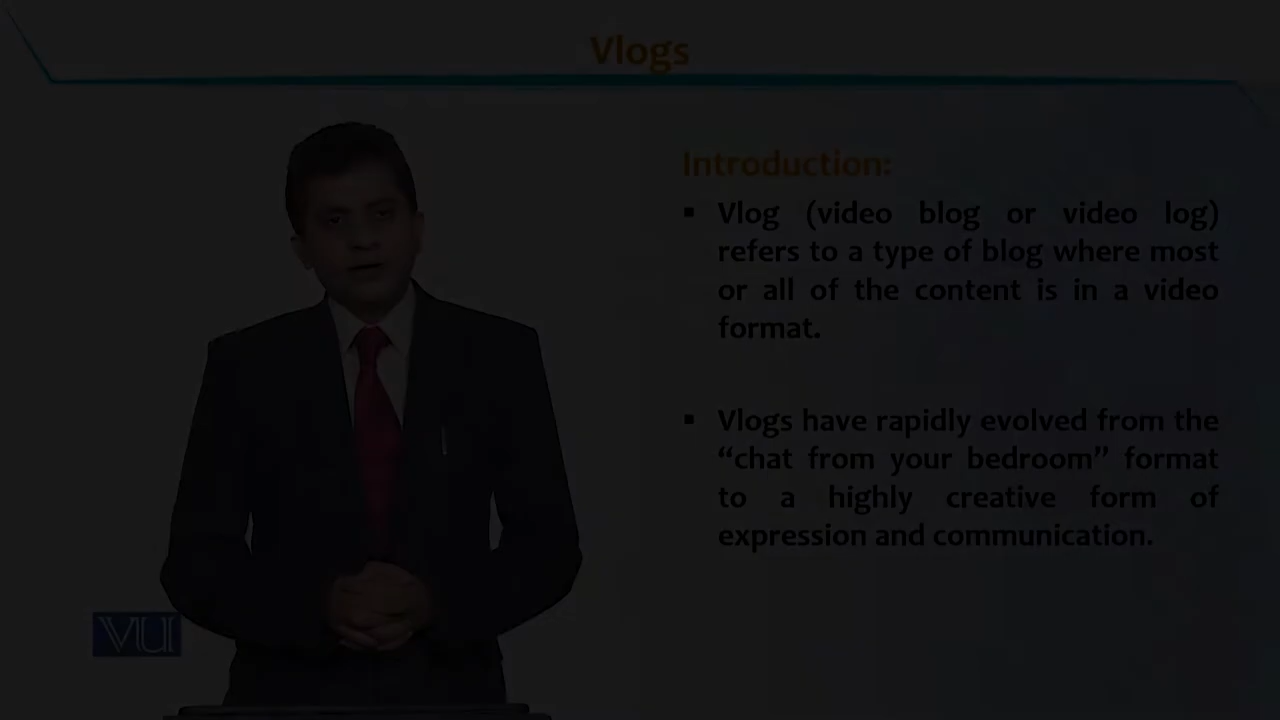 Vlogs
Introduction:
▪ Vlog (video blog or video log)
refers to a type of blog where most
or all of the content is in a video
format.
▪ Vlogs have rapidly evolved from the
“chat from your bedroom” format
to a highly creative form of
expression and communication.
VU